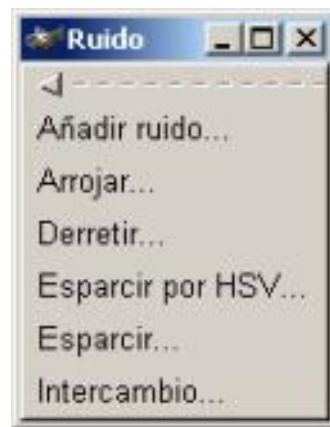 Ruido
Añadir ruido...
Arrojar...
Derretir...
Esparcir por HSV...
Esparcir...
Intercambio...